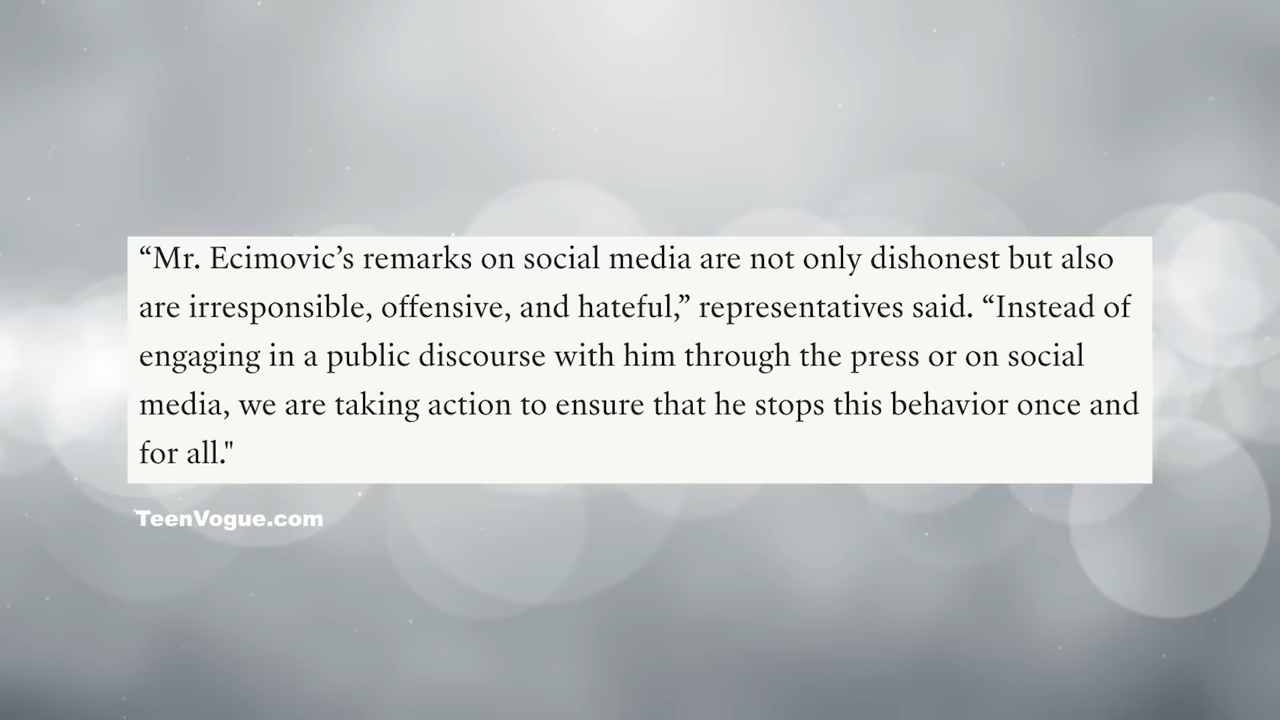 “Mr. Ecimovic’s remarks on social media are not only dishonest but also
are irresponsible, offensive, and hateful,” representatives said. “Instead of
engaging in a public discourse with him through the press or on social
media, we are taking action to ensure that he stops this behavior once and
for all."
TeenVogue.com